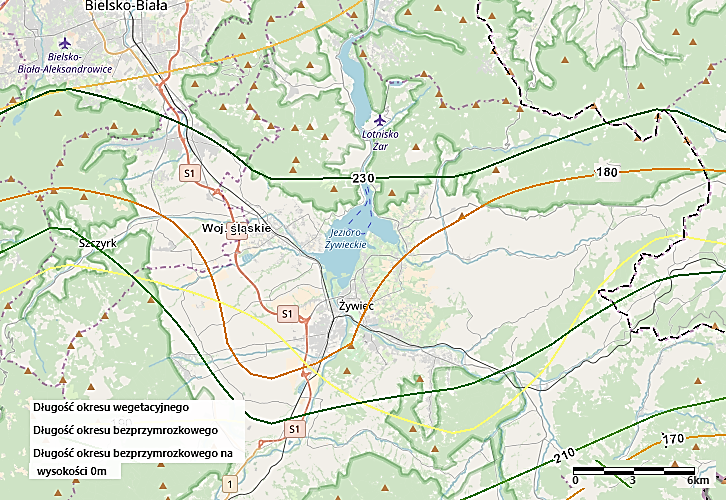 Bielsko-Biała
Bielsko-
Biała-Aleksandrowice
Lotnisko
Żar
S1
230
180
Woj. śląskie
Jezioro
Żywieckie
Szczyrk
S1
Żywiec
Długość okresu wegetacyjnego
Długość okresu bezprzymrozkowego
Długość okresu bezprzymrozkowego na
wysokości 0m
S1
170
210
0 3 6km
1